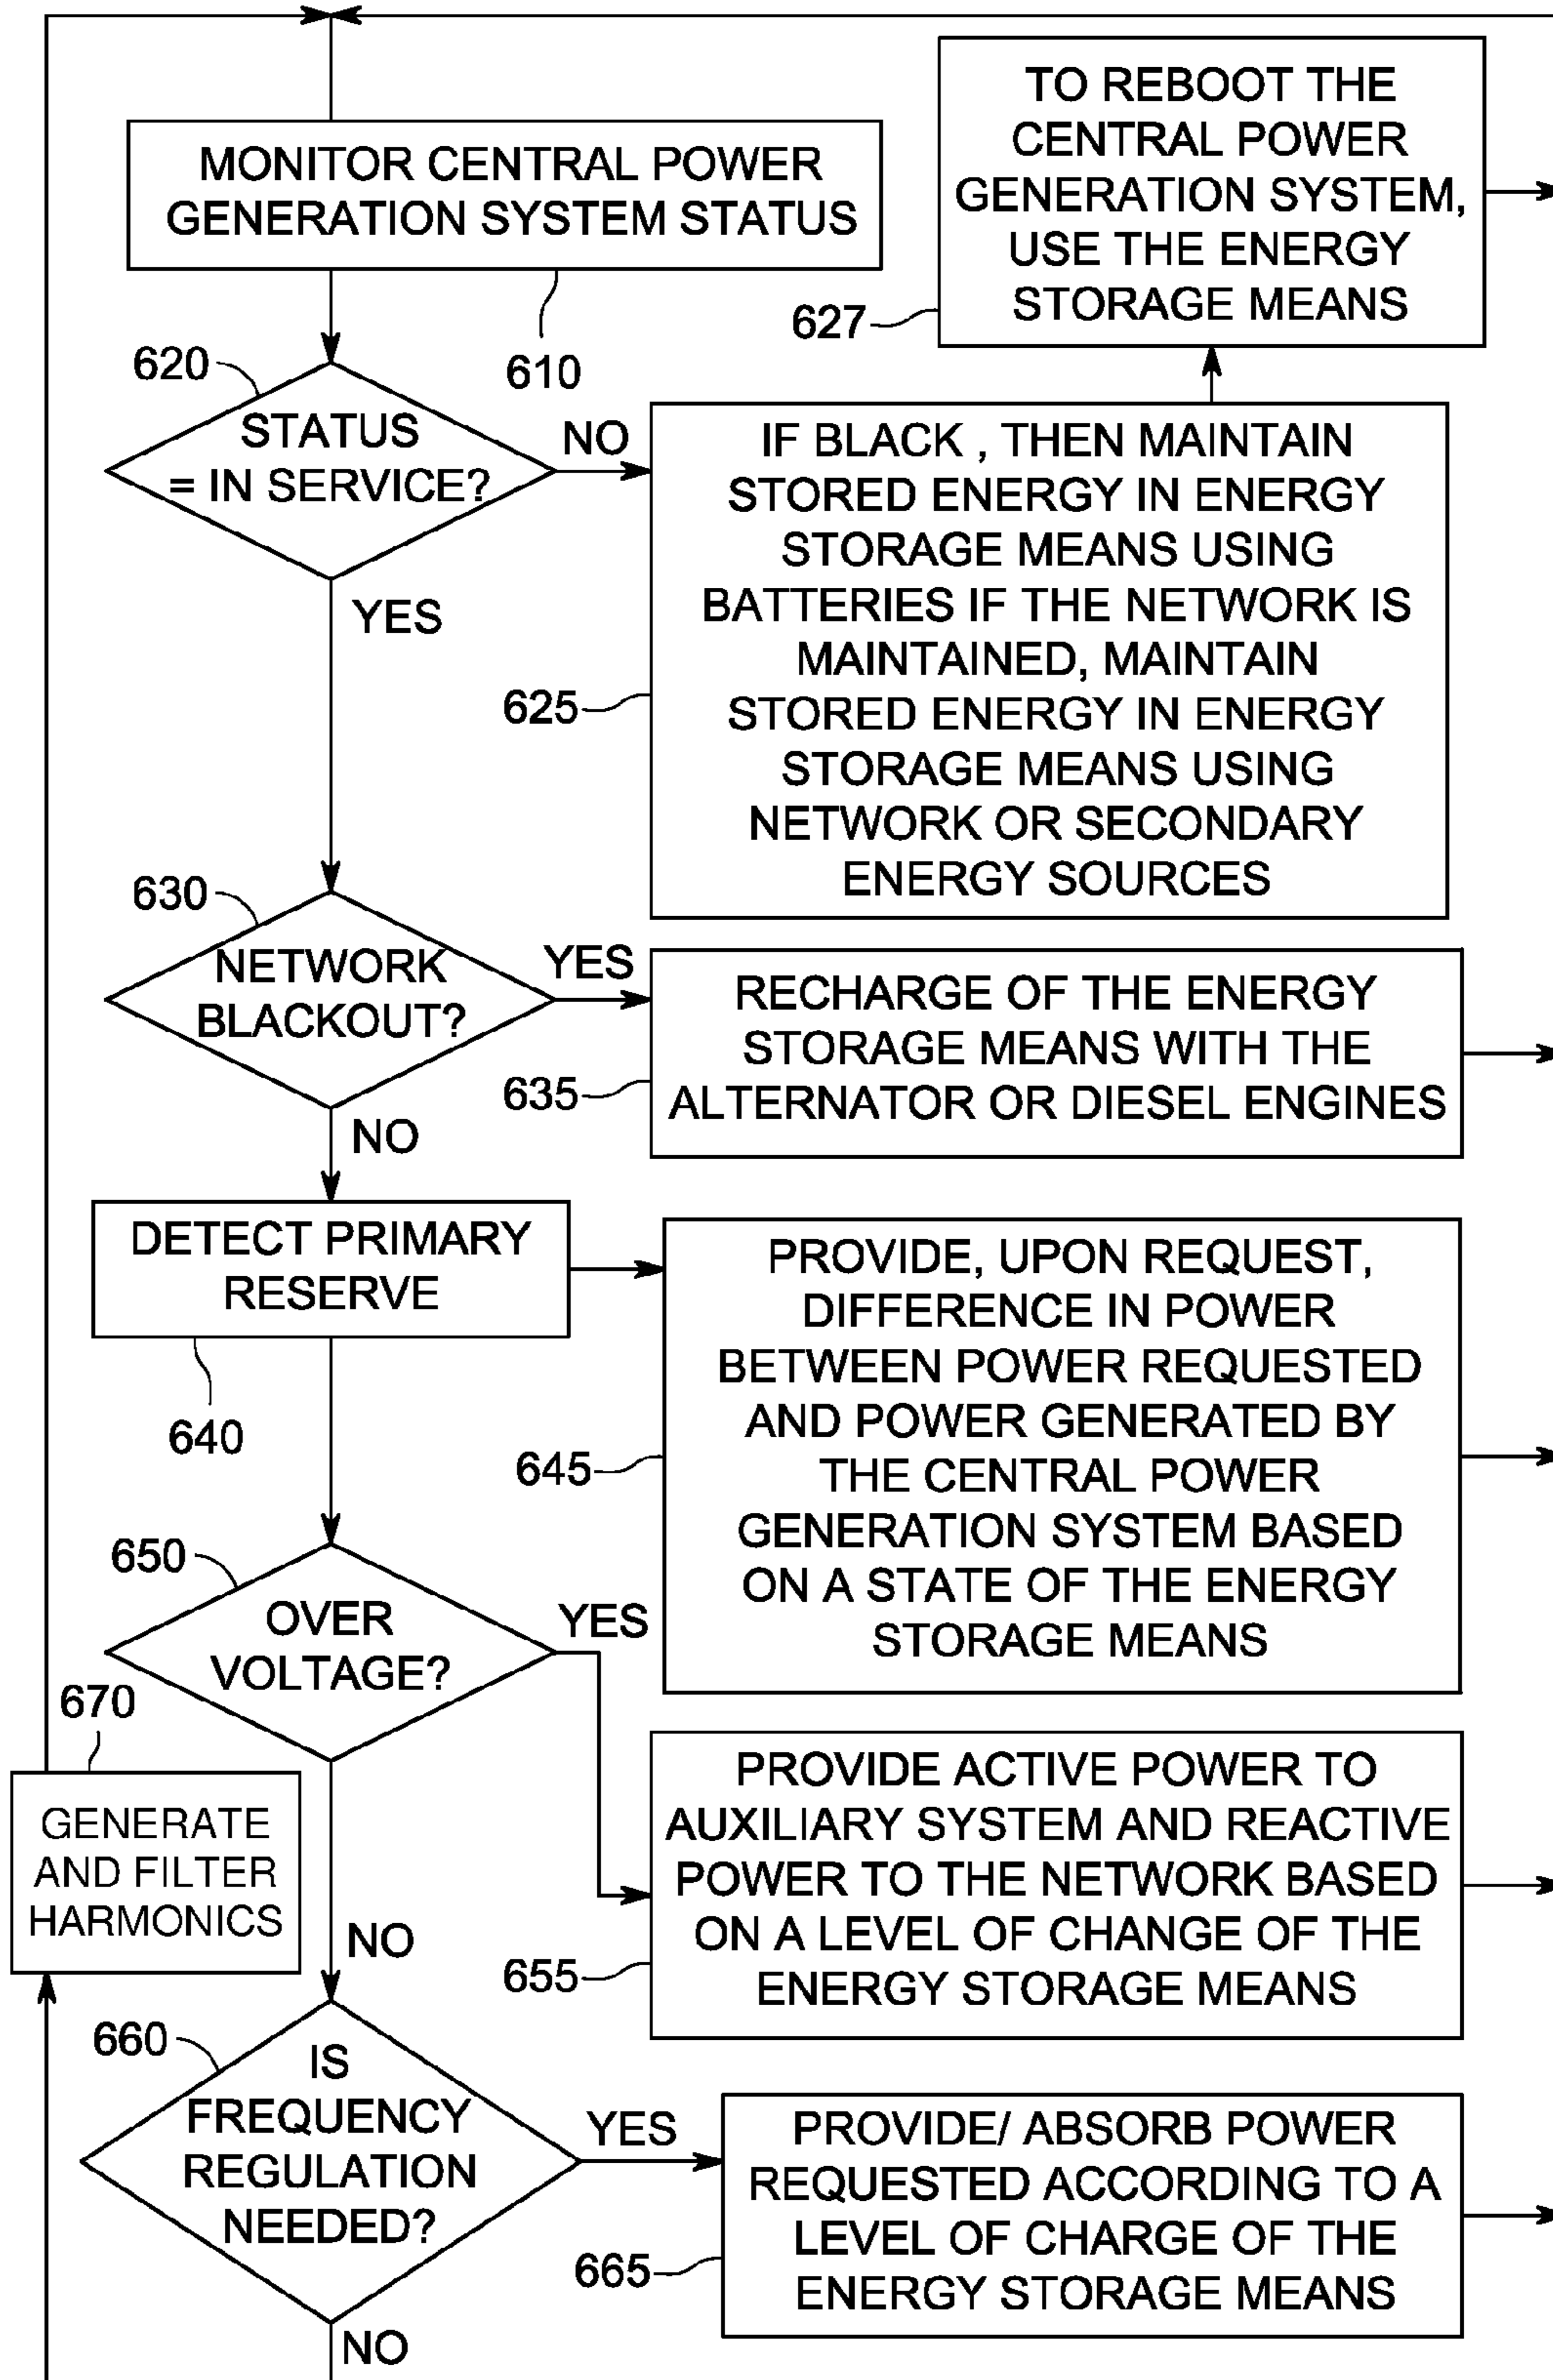 MONITOR CENTRAL POWER
GENERATION SYSTEM STATUS
610
TO REBOOT THE
CENTRAL POWER
GENERATION SYSTEM,
USE THE ENERGY
STORAGE MEANS
627
620
STATUS
= IN SERVICE?
NO
YES
IF BLACK , THEN MAINTAIN
STORED ENERGY IN ENERGY
STORAGE MEANS USING
BATTERIES IF THE NETWORK IS
MAINTAINED, MAINTAIN
STORED ENERGY IN ENERGY
STORAGE MEANS USING
NETWORK OR SECONDARY
ENERGY SOURCES
625
630
NETWORK
BLACKOUT?
YES
NO
RECHARGE OF THE ENERGY
STORAGE MEANS WITH THE
ALTERNATOR OR DIESEL ENGINES
635
DETECT PRIMARY
RESERVE
640
PROVIDE, UPON REQUEST,
DIFFERENCE IN POWER
BETWEEN POWER REQUESTED
AND POWER GENERATED BY
THE CENTRAL POWER
GENERATION SYSTEM BASED
ON A STATE OF THE ENERGY
STORAGE MEANS
645
650
OVER
VOLTAGE?
YES
NO
670
GENERATE
AND FILTER
HARMONICS
PROVIDE ACTIVE POWER TO
AUXILIARY SYSTEM AND REACTIVE
POWER TO THE NETWORK BASED
ON A LEVEL OF CHANGE OF THE
ENERGY STORAGE MEANS
655
660
IS
FREQUENCY
REGULATION
NEEDED?
YES
NO
PROVIDE/ ABSORB POWER
REQUESTED ACCORDING TO A
LEVEL OF CHARGE OF THE
ENERGY STORAGE MEANS
665